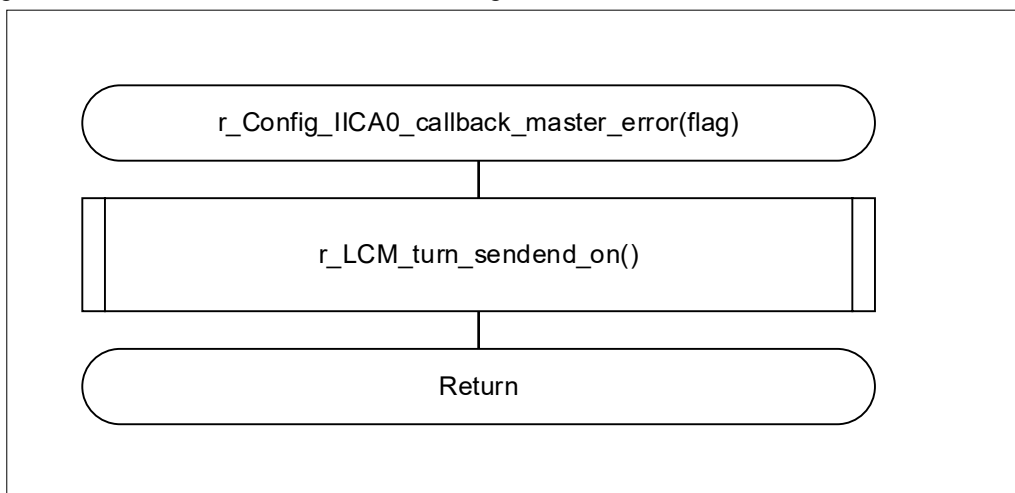 r_Config_IICA0_callback_master_error(flag)
r_LCM_turn_sendend_on()
Return